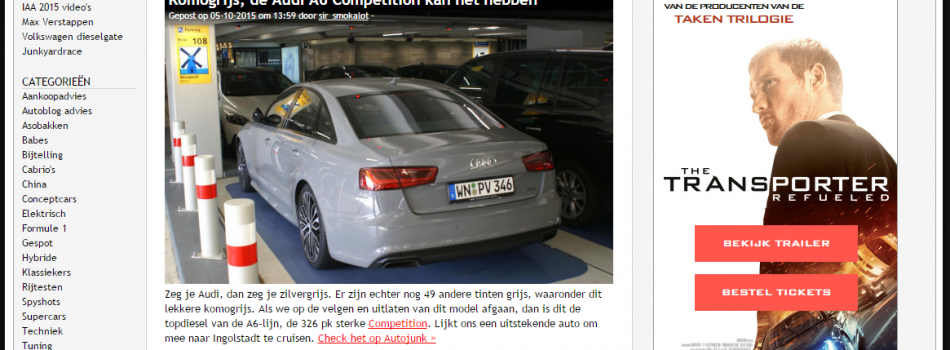 IAA 2015 video's
Max Verstappen
Volkswagen dieselgate
Junkyardrace
CATEGORIEËN
Aankoopadvies
Autoblog advies
Asobakken
Babes
Bijtelling
Cabrio's
China
Conceptcars
Elektrisch
Formule 1
Gespot
Hybride
Klassiekers
Rijtesten
Spyshots
Supercars
Techniek
Tuning
Komogrijs, de Audi A6 Competition kan het hebben
Gepost op 05-10-2015 om 13:59 door sir_smokalot -
108
WN PV 346
Zeg je Audi, dan zeg je zilvergrijs. Er zijn echter nog 49 andere tinten grijs, waaronder dit
lekkere komogrijs. Als we op de velgen en uitlaten van dit model afgaan, dan is dit de
topdiesel van de A6-lijn, de 326 pk sterke Competition. Lijkt ons een uitstekende auto om
mee naar Ingolstadt te cruisen. Check het op Autojunk »
VAN DE PRODUCENTEN VAN DE
TAKEN TRILOGIE
THE
TRANSPORTER
REFUELED
BEKIJK TRAILER
BESTEL TICKETS